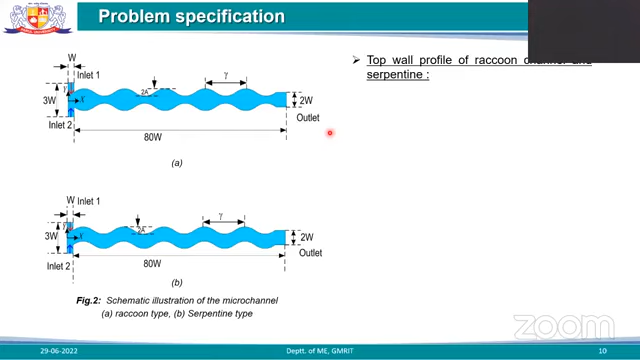 Problem specification
W
Inlet 1
γ
2A
Y
X
3W
2W
Outlet
Inlet 2
80W
(a)
W Inlet 1
γ
2A
Y
X
3W
2W
Outlet
Inlet 2
80W
(b)
Fig.2: Schematic illustration of the microchannel
(a) raccoon type, (b) Serpentine type
➢ Top wall profile of raccoon channel and
serpentine :
29-06-2022
Deptt. of ME, GMRIT
10
zoom